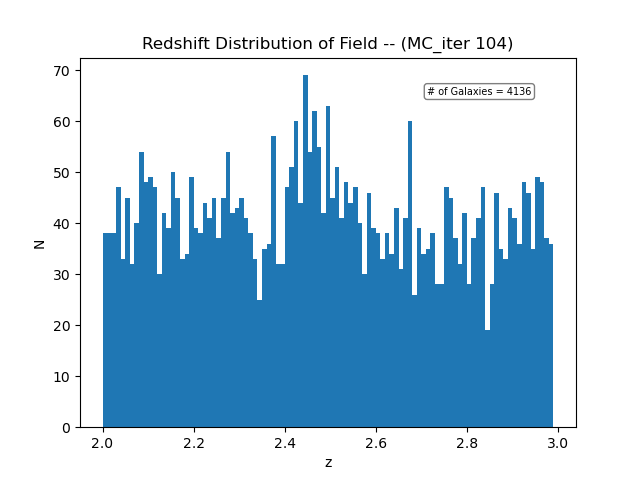 Redshift Distribution of Field -- (MC_iter 104)
# of Galaxies = 4136
70
60
50
40
30
20
10
0
N
2.0 2.2 2.4 2.6 2.8 3.0
z